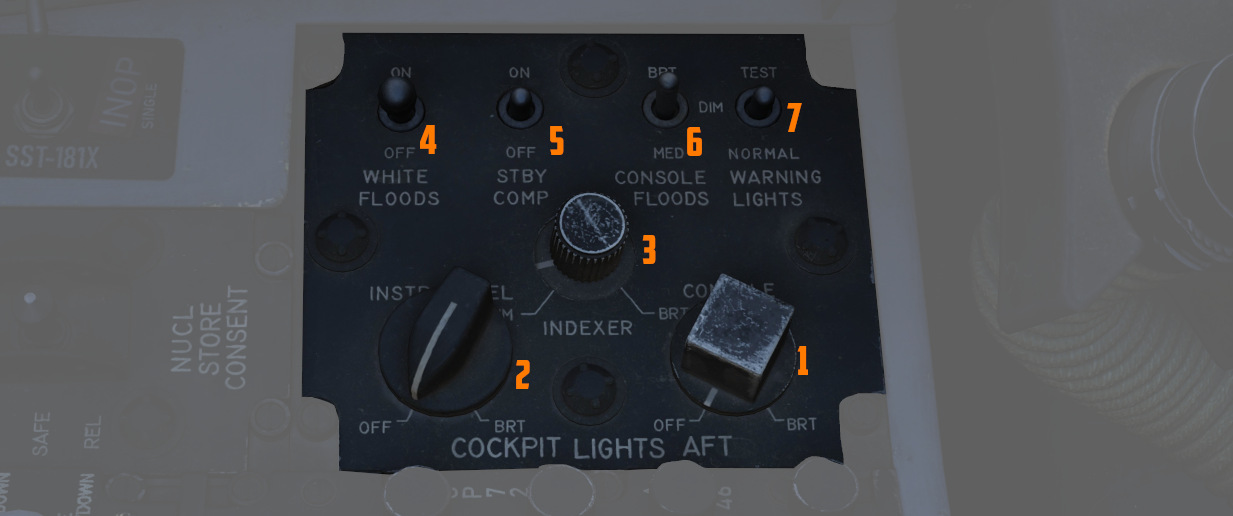 ON
ON
BRT
TEST
DIM
7
4
5
6
OFF
OFF
MED
NORMAL
WHITE
FLOODS
STBY
COMP
CONSOLE
FLOODS
WARNING
LIGHTS
3
BRT
INDEXER
2
1
OFF
BRT
OFF
BRT
COCKPIT LIGHTS AFT
INOP
SINGLE
SST-181X
NUCL
STORE
CONSENT
SAFE
REL